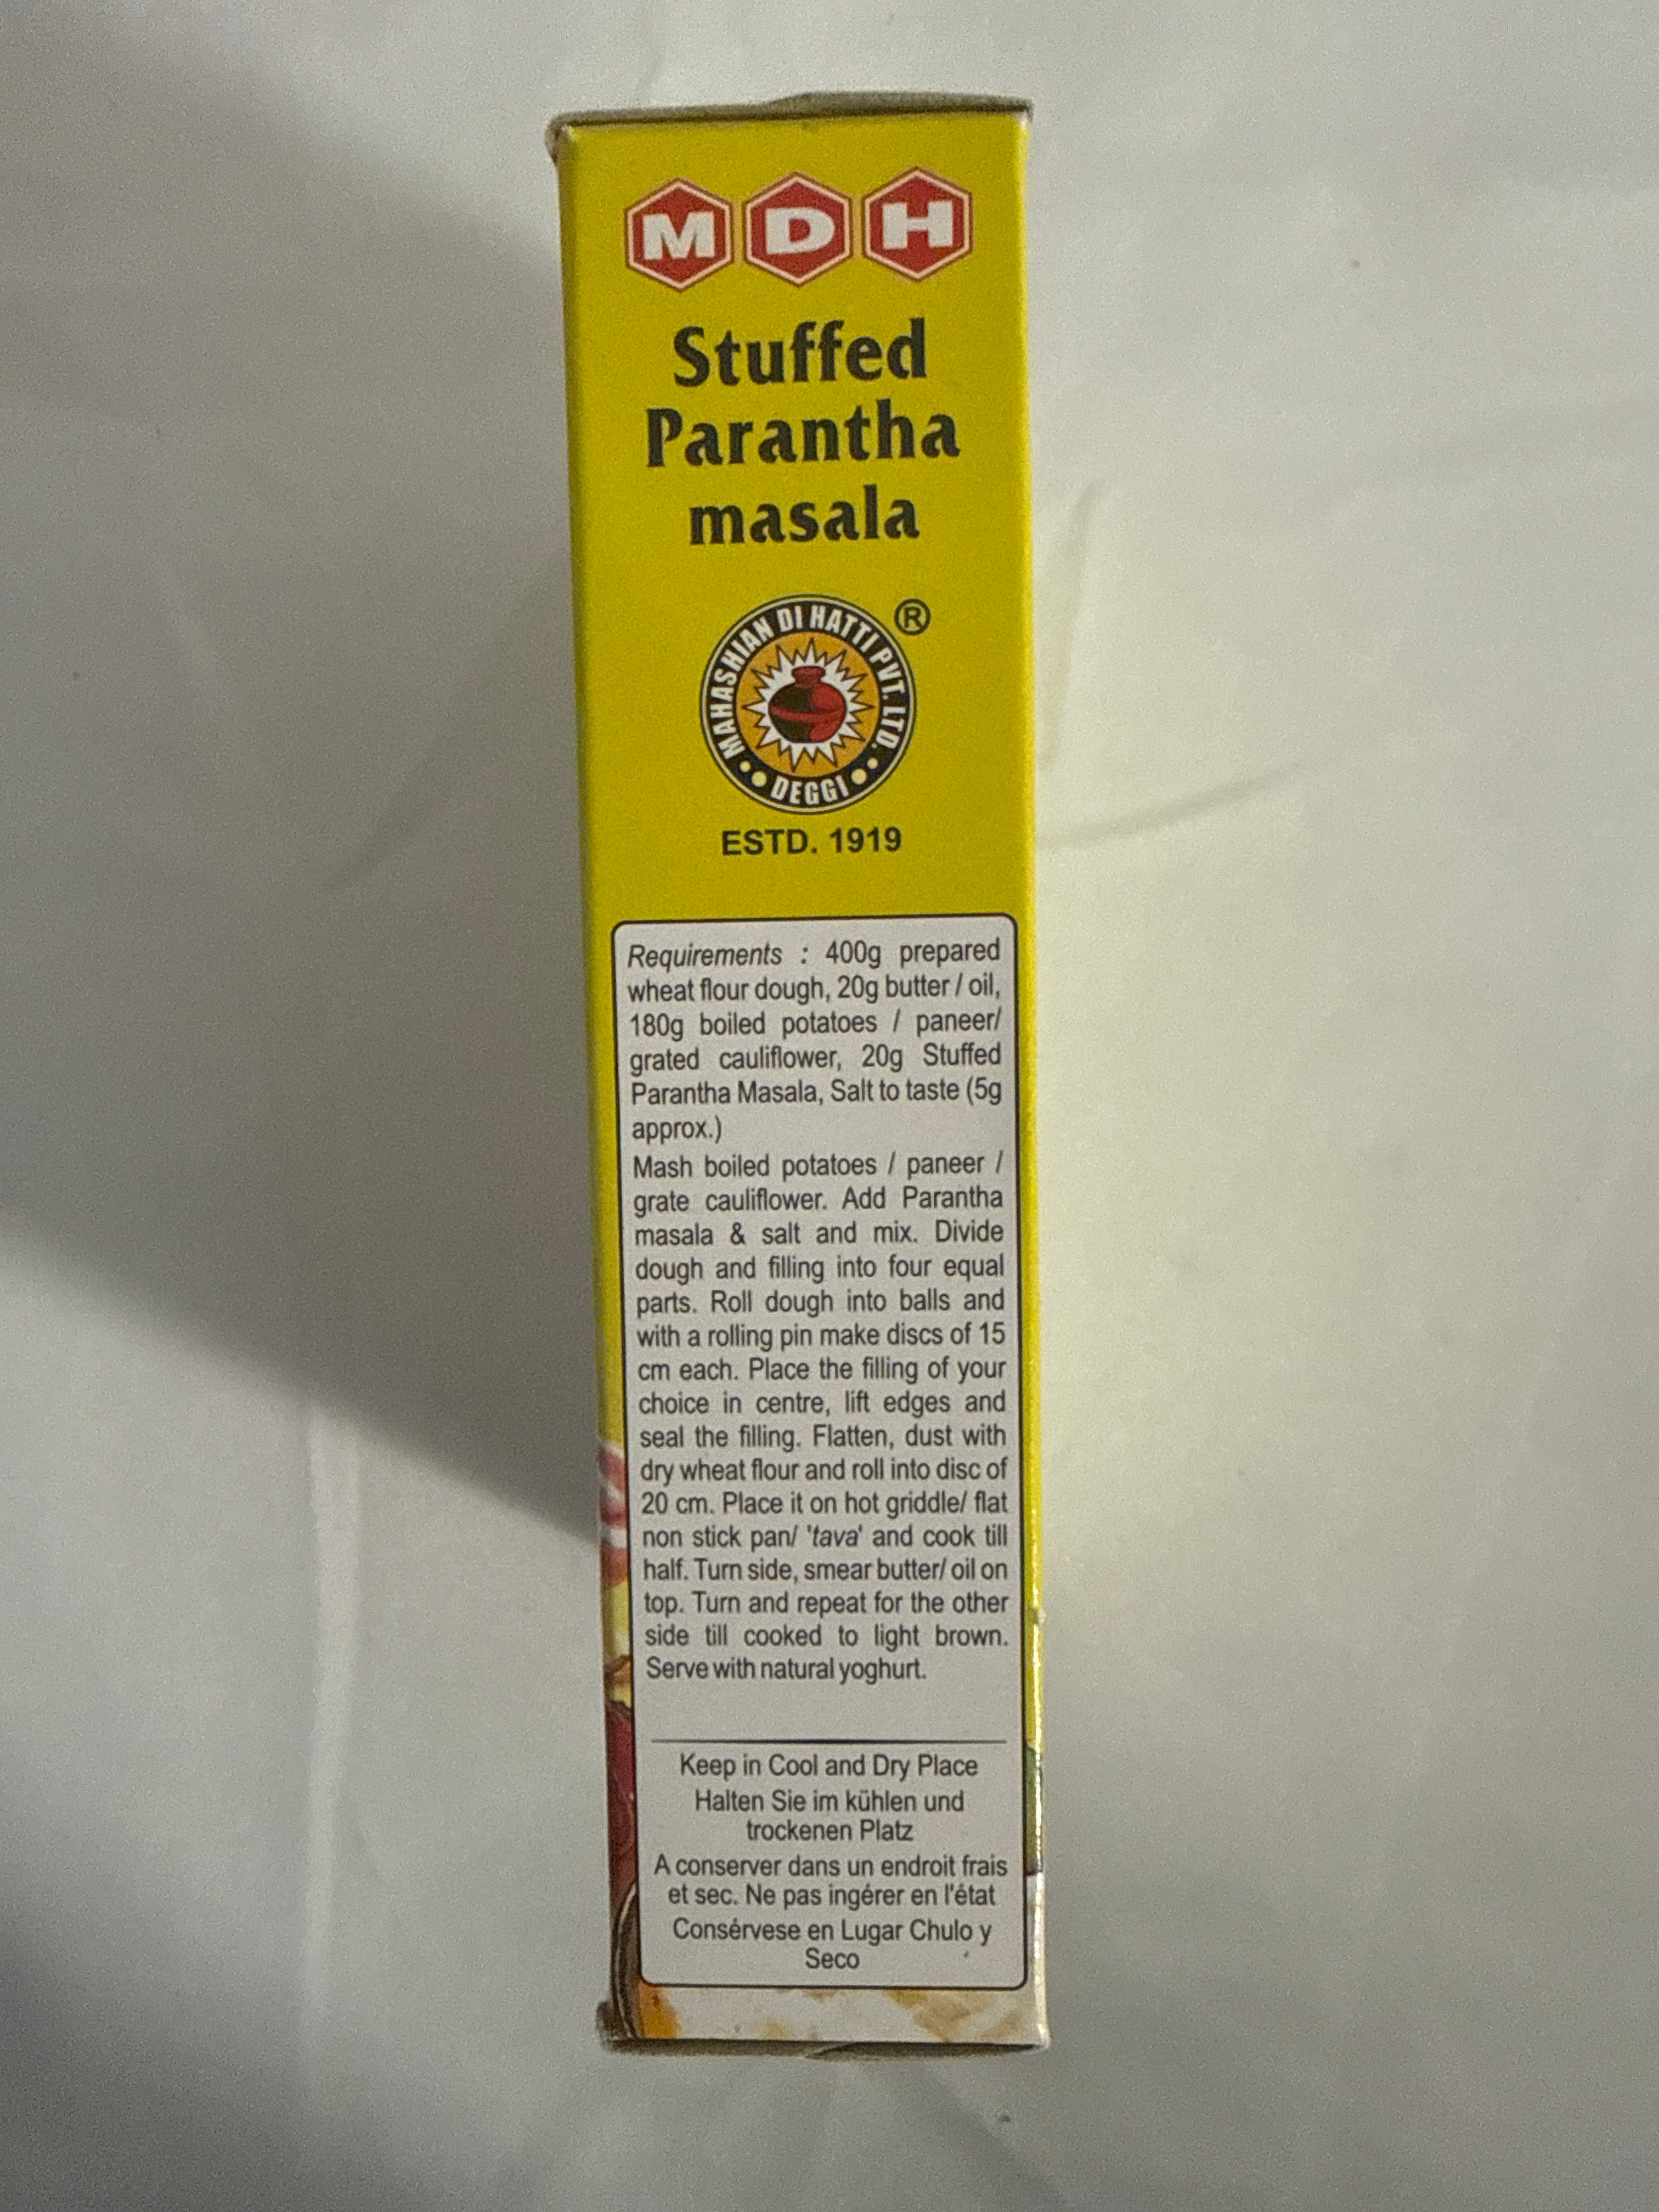 MDH
Stuffed
Parantha
masala
MAHASHIAN DI HATTI PVT. LTD.
®
DEGGI
ESTD. 1919
Requirements : 400g prepared
wheat flour dough, 20g butter / oil,
180g boiled potatoes / paneer/
grated cauliflower, 20g Stuffed
Parantha Masala, Salt to taste (5g
approx.)
Mash boiled potatoes / paneer /
grate cauliflower. Add Parantha
masala & salt and mix. Divide
dough and filling into four equal
parts. Roll dough into balls and
with a rolling pin make discs of 15
cm each. Place the filling of your
choice in centre, lift edges and
seal the filling. Flatten, dust with
dry wheat flour and roll into disc of
20 cm. Place it on hot griddle/ flat
non stick pan/ 'tava' and cook till
half. Turn side, smear butter/ oil on
top. Turn and repeat for the other
side till cooked to light brown.
Serve with natural yoghurt.
Keep in Cool and Dry Place
Halten Sie im kühlen und
trockenen Platz
A conserver dans un endroit frais
et sec. Ne pas ingérer en l'état
Consérvese en Lugar Chulo y
Seco